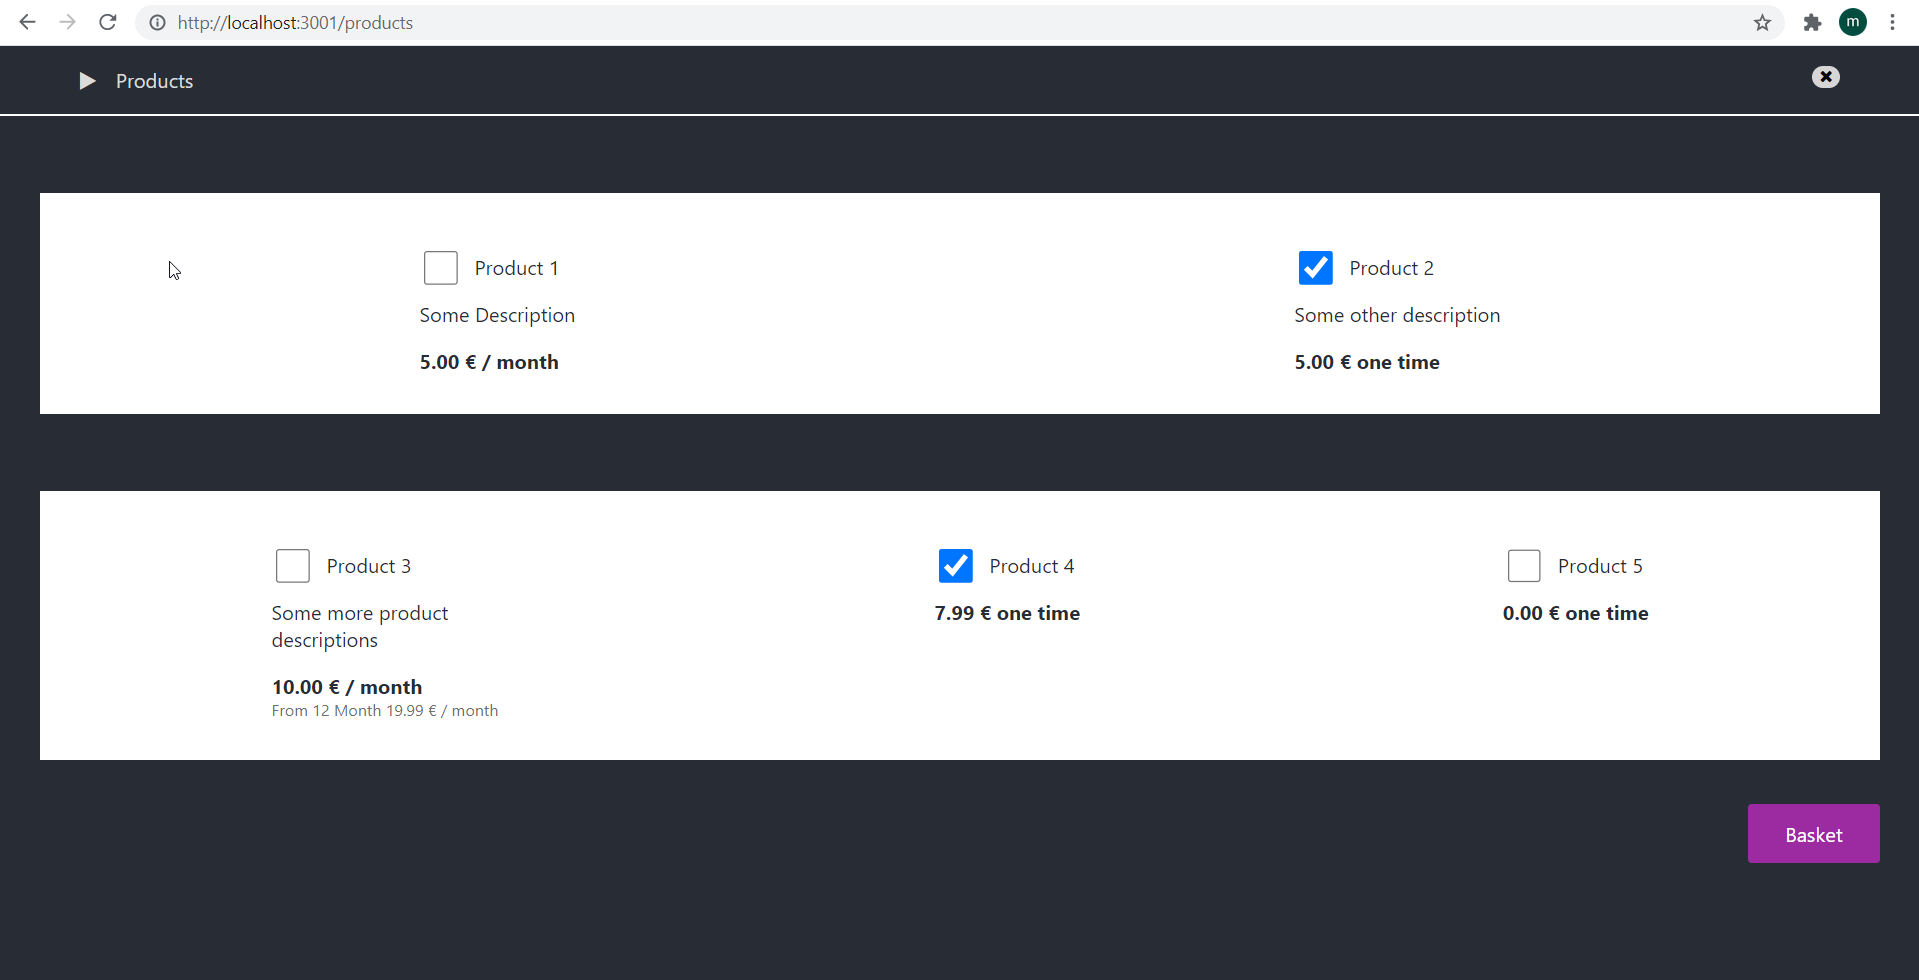 http://localhost:3001/products
m
Products
Product 1
Some Description
5.00 € / month
Product 2
Some other description
5.00 € one time
Product 3
Some more product
descriptions
10.00 € / month
From 12 Month 19.99 € / month
Product 4
7.99 € one time
Product 5
0.00 € one time
Basket